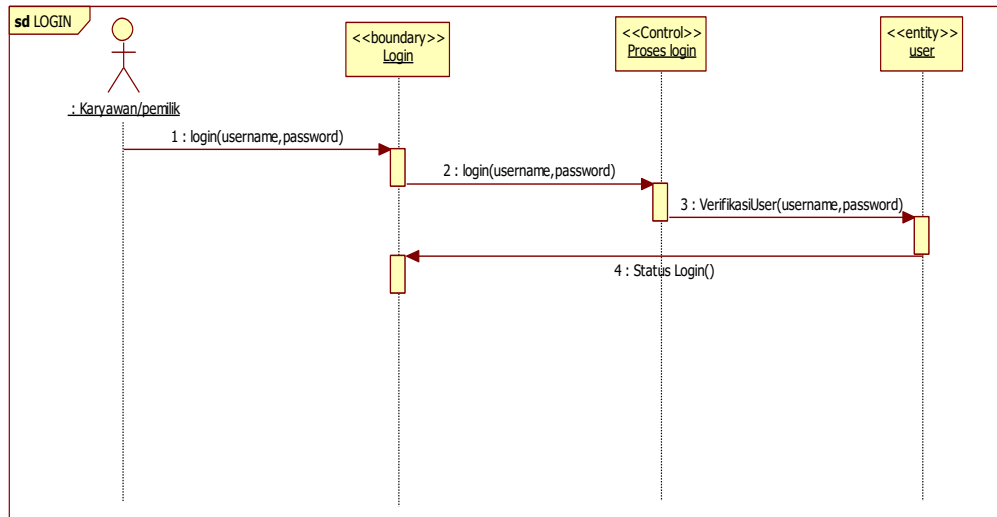 sd LOGIN
: Karyawan/pemilik
<<boundary>>
Login
<<Control>>
Proses login
<<entity>>
user
1 : login(username,password)
2 : login(username,password)
3 : VerifikasiUser(username,password)
4 : Status Login()